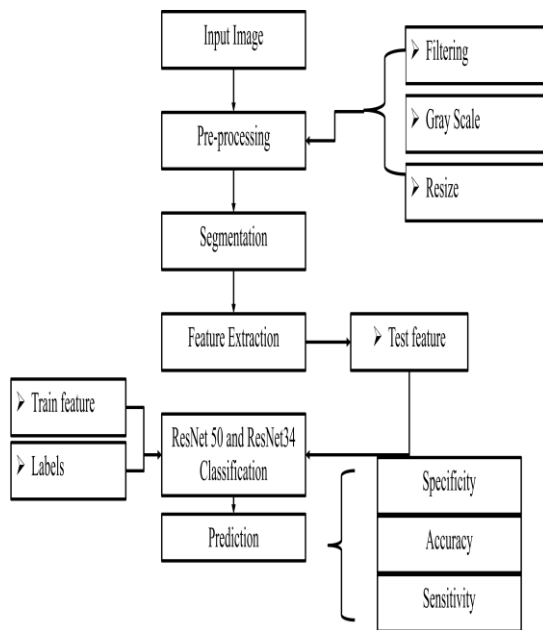 Input Image
➢ Filtering
Pre-processing
➢ Gray Scale
➢ Resize
Segmentation
Feature Extraction
➢ Test feature
➢ Train feature
➢ Labels
ResNet 50 and ResNet34
Classification
Prediction
Specificity
Accuracy
Sensitivity